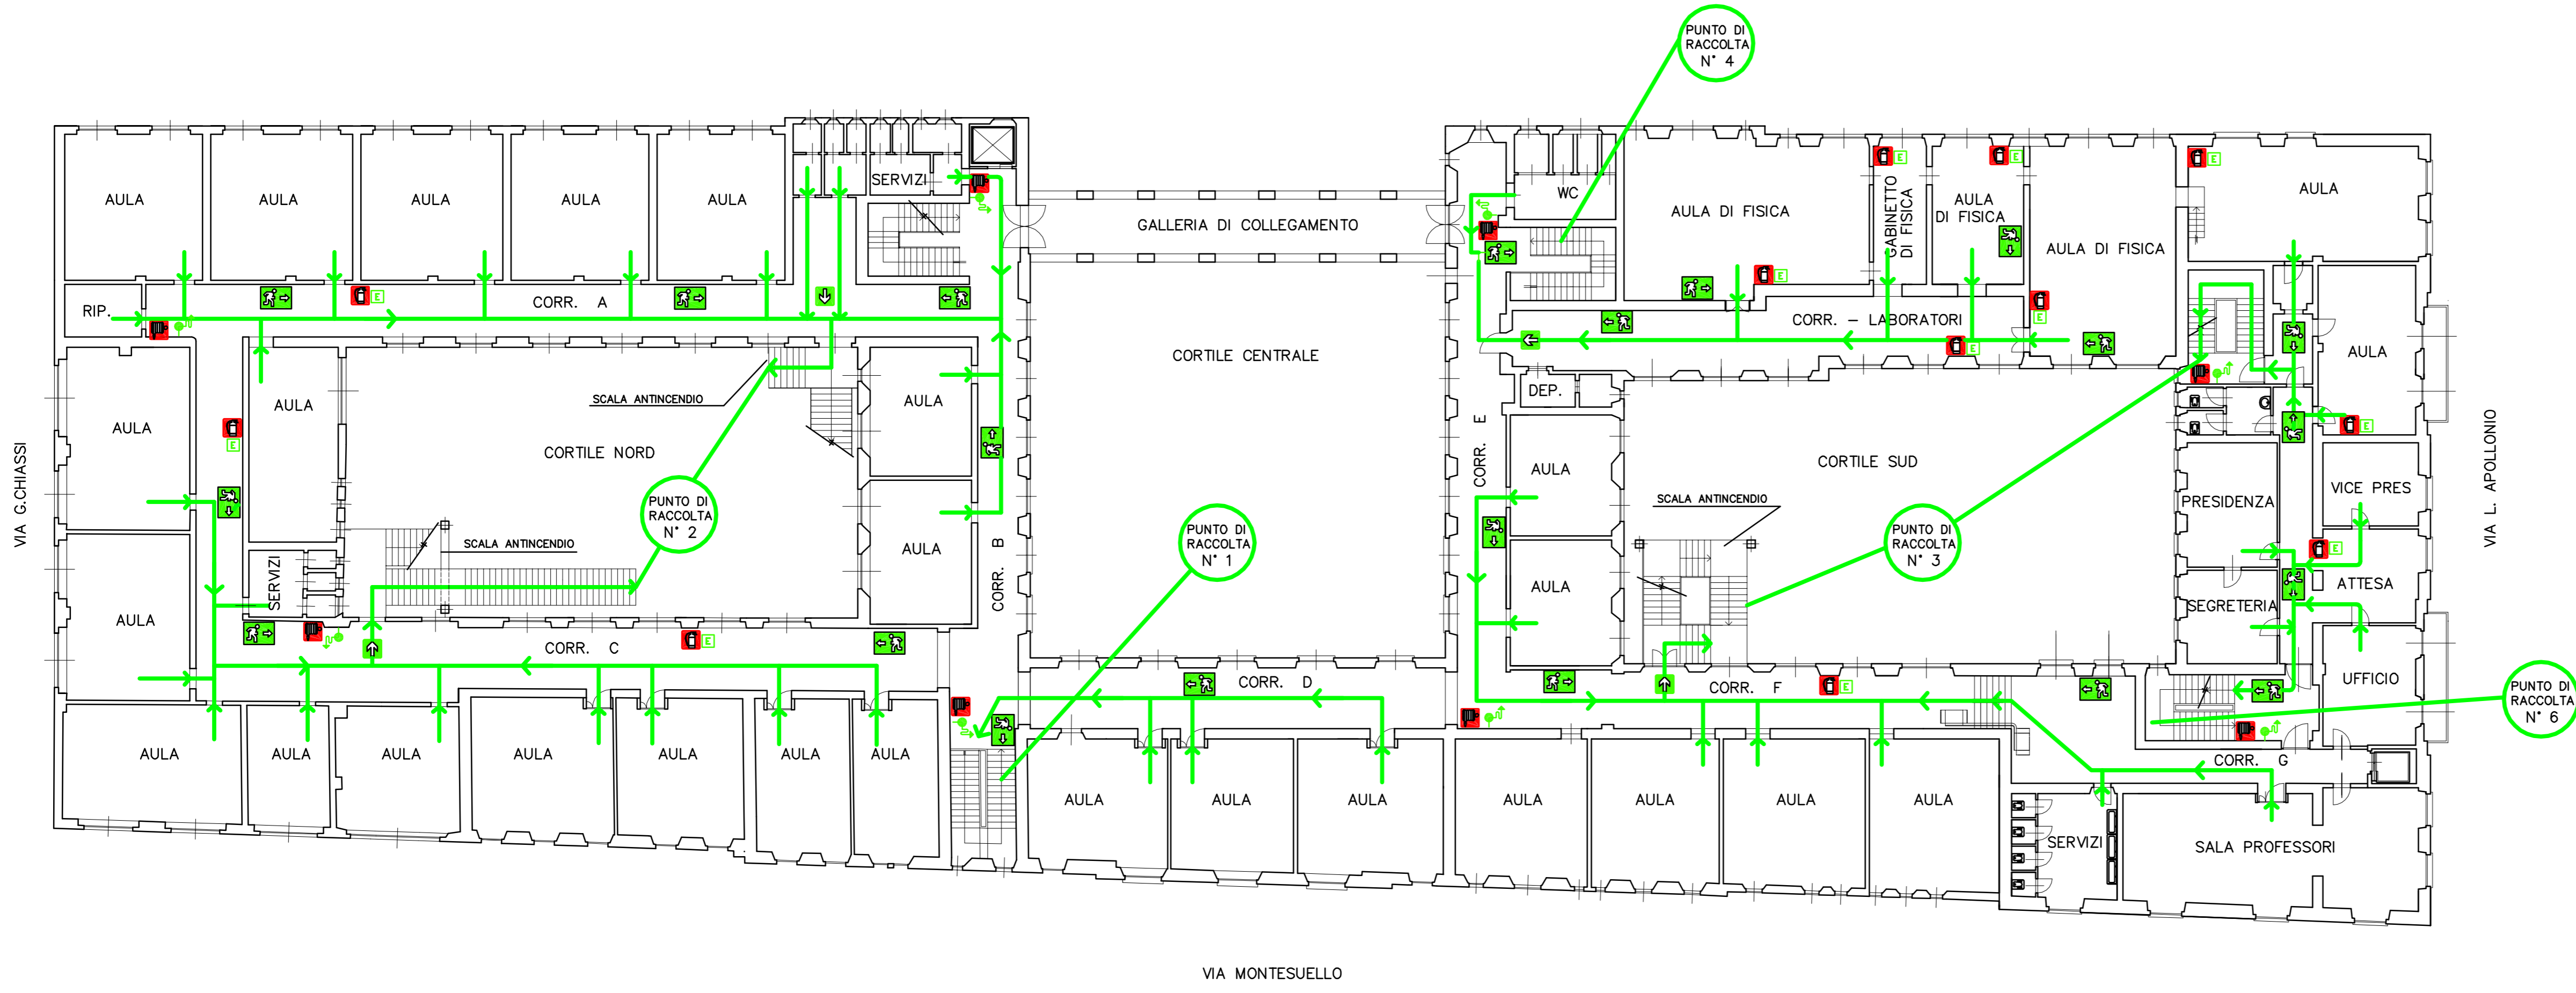 PUNTO DI
RACCOLTA
N° 4
AULA
AULA
AULA
AULA
AULA
SERVIZI
WC
AULA DI FISICA
GABINETTO
DI FISICA
AULA
DI FISICA
AULA DI FISICA
AULA
GALLERIA DI COLLEGAMENTO
RIP.
CORR. A
E
E
E
E
E
E
E
CORR. - LABORATORI
E
CORTILE CENTRALE
AULA
DEP.
SCALA ANTINCENDIO
AULA
AULA
AULA
E
E
CORTILE NORD
CORR. E
CORTILE SUD
AULA
VIA G.CHIASSI
VIA L. APOLLONIO
PUNTO DI
RACCOLTA
N° 2
PUNTO DI
RACCOLTA
N° 1
SCALA ANTINCENDIO
PUNTO DI
RACCOLTA
N° 3
PRESIDENZA
VICE PRES
SCALA ANTINCENDIO
AULA
CORR. B
E
SERVIZI
AULA
ATTESA
SEGRETERIA
AULA
CORR. C
E
CORR. D
CORR. F
E
UFFICIO
PUNTO DI
RACCOLTA
N° 6
AULA
AULA
AULA
AULA
AULA
AULA
AULA
CORR. G
AULA
AULA
AULA
AULA
AULA
AULA
AULA
SERVIZI
SALA PROFESSORI
VIA MONTESUELLO